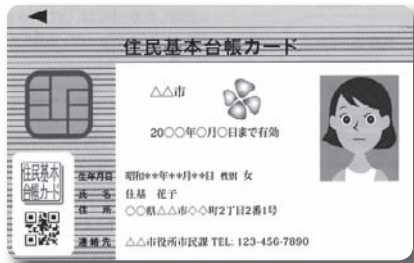 住民基本台帳カード
△△市
20○○年○月○日まで有効
住民基本
台帳カード
生年月日 昭和**年**月**日 性別 女
氏名 住基 花子
住所 ○○県△△市◇◇町2丁目2番1号
連絡先 △△市役所市民課 TEL: 123-456-7890